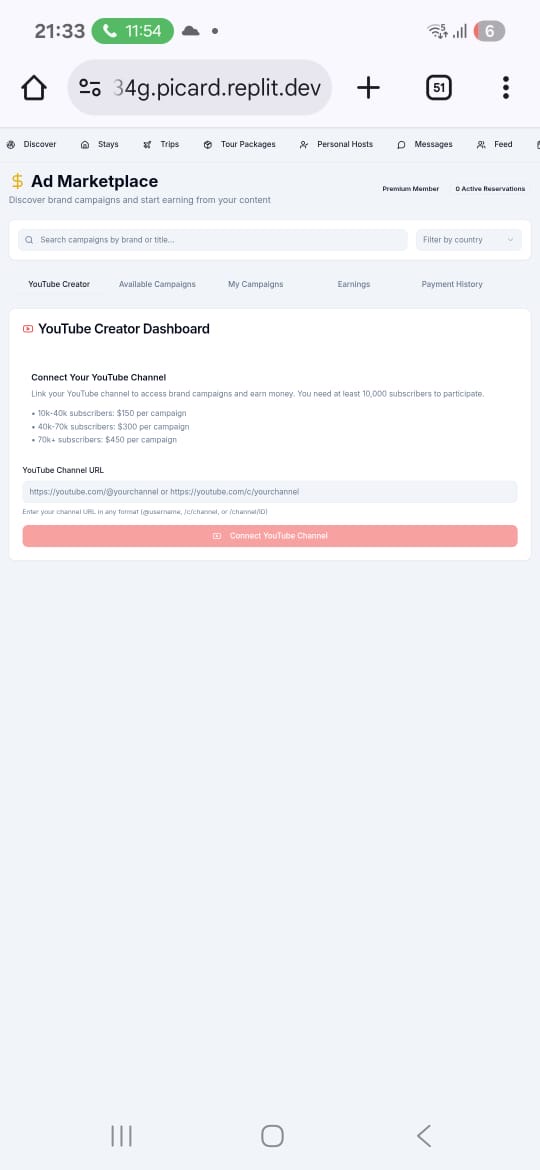 21:33 11:54 5 6
34g.picard.replit.dev 51
Discover Stays Trips Tour Packages Personal Hosts Messages Feed
$ Ad Marketplace
Premium Member 0 Active Reservations
Discover brand campaigns and start earning from your content
Search campaigns by brand or title... Filter by country
YouTube Creator Available Campaigns My Campaigns Earnings Payment History
YouTube Creator Dashboard
Connect Your YouTube Channel
Link your YouTube channel to access brand campaigns and earn money. You need at least 10,000 subscribers to participate.
• 10k-40k subscribers: $150 per campaign
• 40k-70k subscribers: $300 per campaign
• 70k+ subscribers: $450 per campaign
YouTube Channel URL
https://youtube.com/@yourchannel or https://youtube.com/c/yourchannel
Enter your channel URL in any format (@username, /c/channel, or /channel/ID)
Connect YouTube Channel